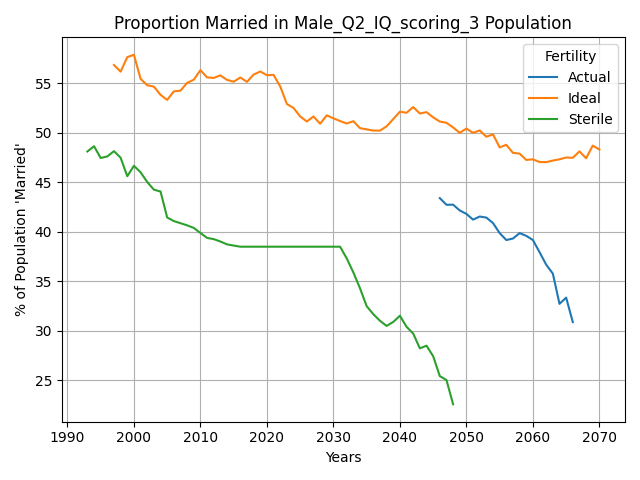 Proportion Married in Male_Q2_IQ_scoring_3 Population
% of Population 'Married'
55
50
45
40
35
30
25
Fertility
Actual
Ideal
Sterile
1990 2000 2010 2020 2030 2040 2050 2060 2070
Years